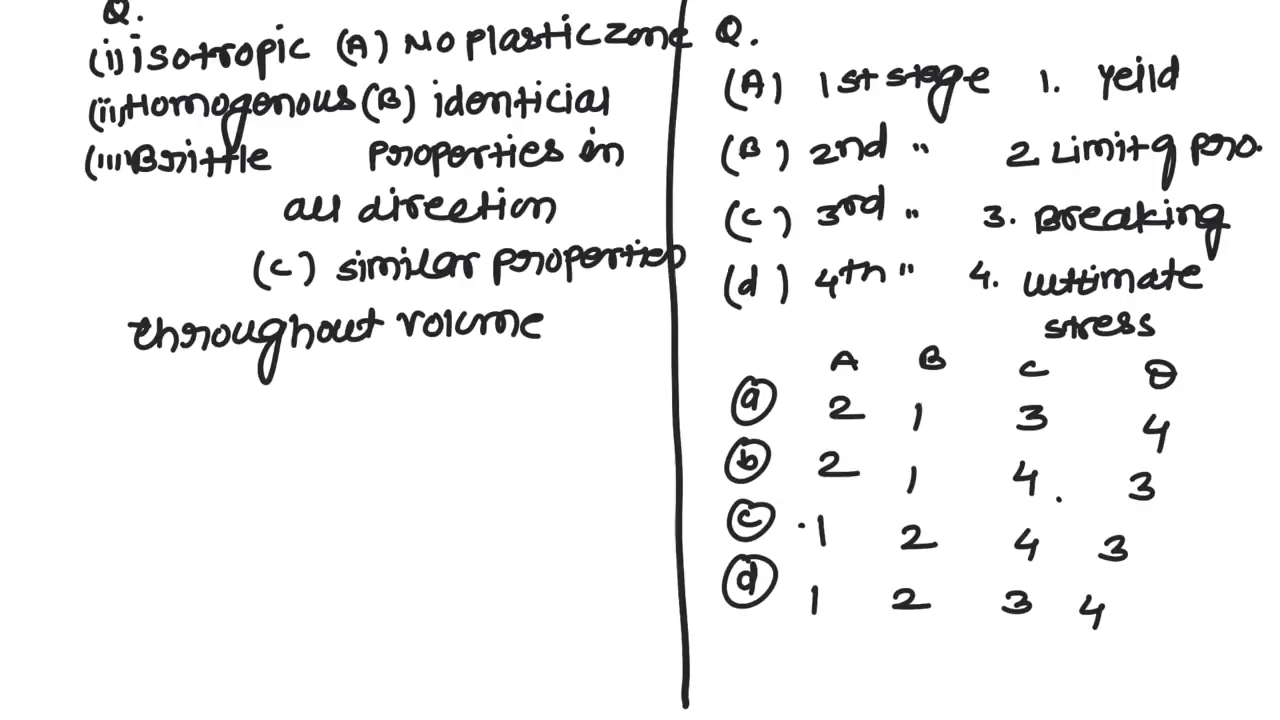 Q.
(i) isotropic (A) No plastic zone
(ii) Homogenous (B) identicial
(iii) Brittle properties in
all direction
(C) similar properties
throughout volume
Q.
(A) 1st stage 1. Yeild
(B) 2nd " 2 Limit of pro.
(C) 3rd " 3. Breaking
(d) 4th " 4. ultimate
stress
A B C D
(a) 2 1 3 4
(b) 2 1 4 3
(c) 1 2 4 3
(d) 1 2 3 4